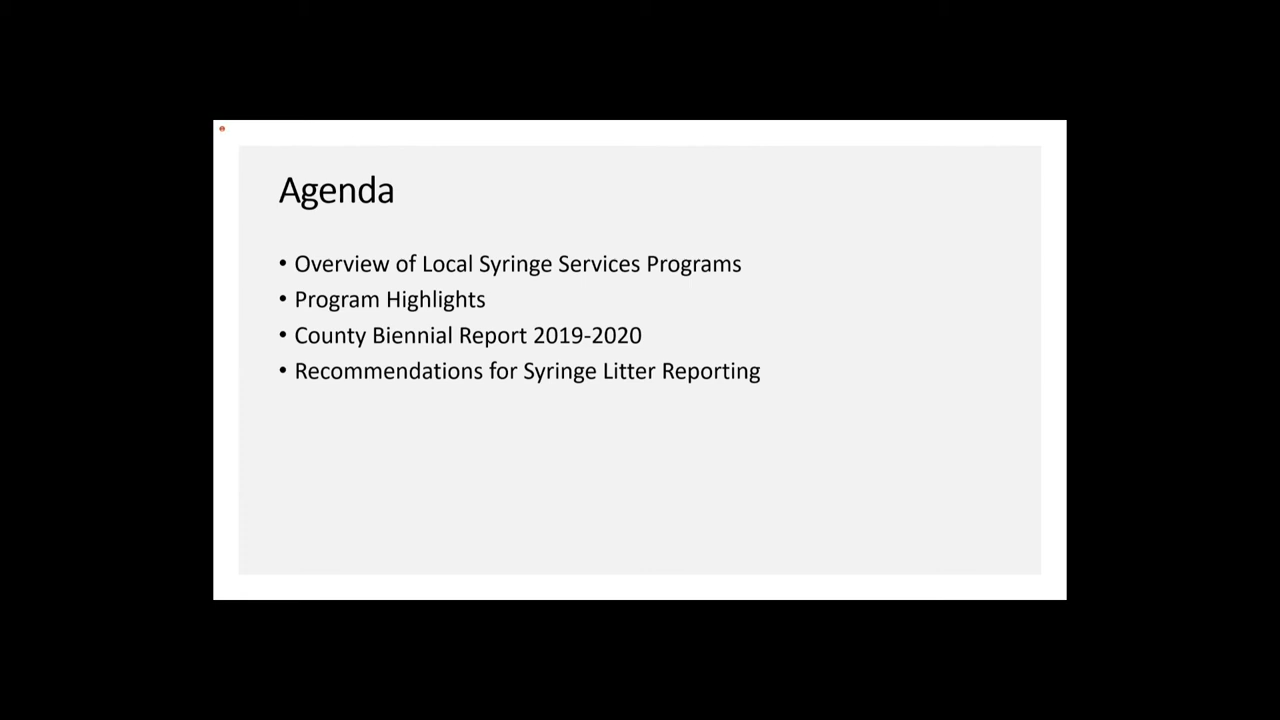 Agenda
• Overview of Local Syringe Services Programs
• Program Highlights
• County Biennial Report 2019-2020
• Recommendations for Syringe Litter Reporting